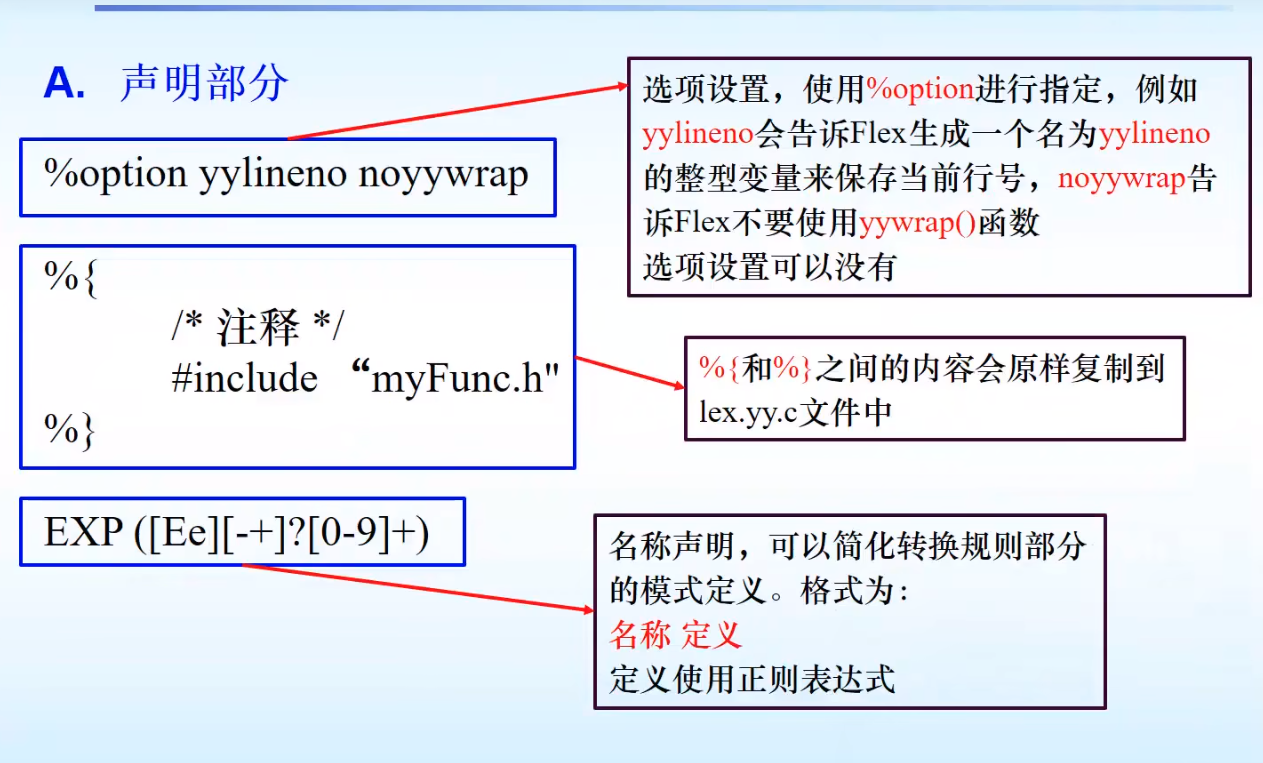 A. 声明部分
%option yylineno noyywrap
选项设置，使用%option进行指定，例如
yylineno会告诉Flex生成一个名为yylineno
的整型变量来保存当前行号，noyywrap告
诉Flex不要使用yywrap()函数
选项设置可以没有
%{
/* 注释 */
#include “myFunc.h"
%}
%{和%}之间的内容会原样复制到
lex.yy.c文件中
EXP ([Ee][-+]?[0-9]+)
名称声明，可以简化转换规则部分
的模式定义。格式为：
名称 定义
定义使用正则表达式